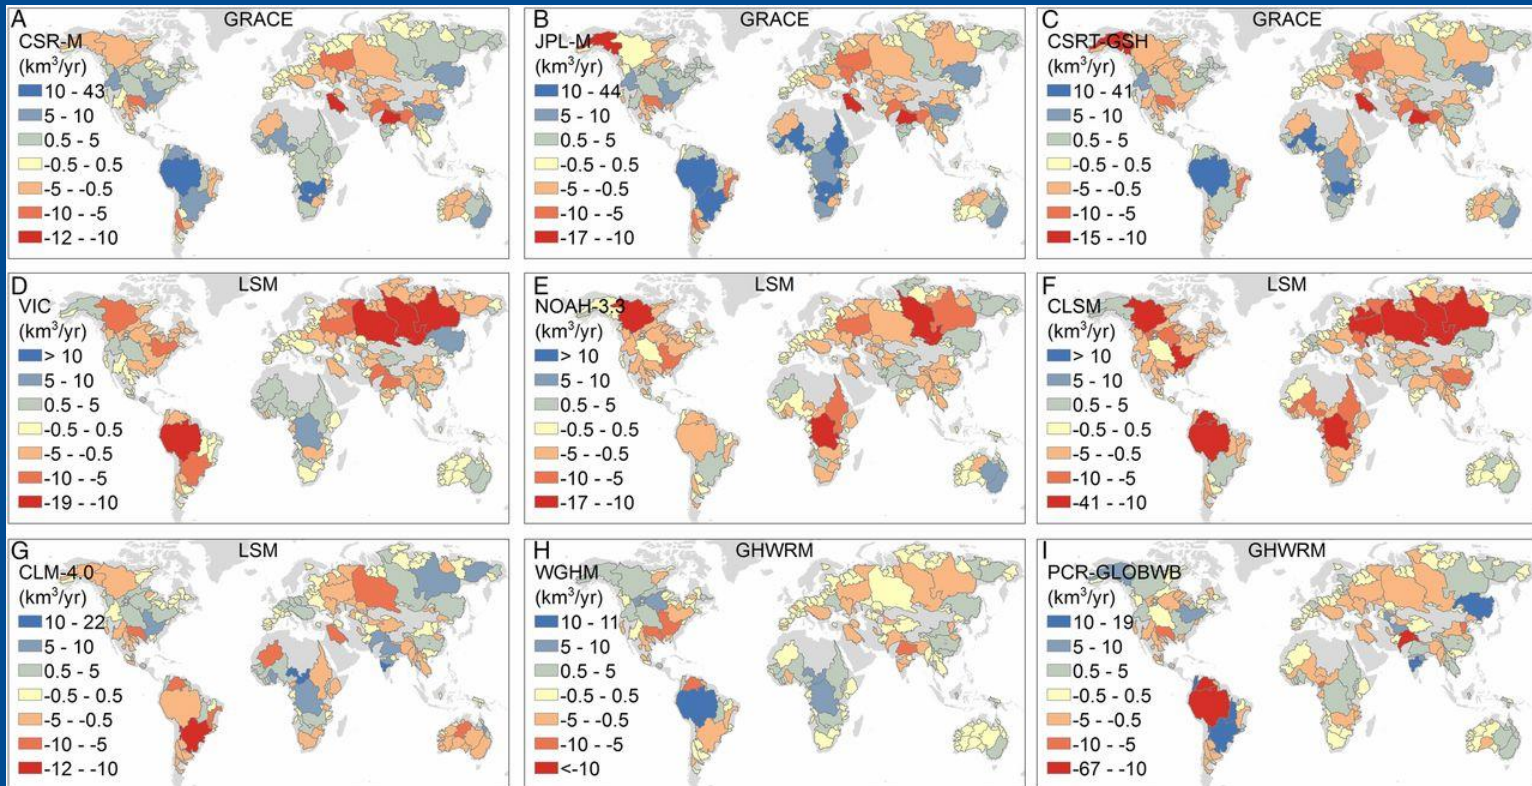 A GRACE
CSR-M
(km³/yr)
10 - 43
5 - 10
0.5 - 5
-0.5 - 0.5
-5 - -0.5
-10 - -5
-12 - -10
B GRACE
JPL-M
(km³/yr)
10 - 44
5 - 10
0.5 - 5
-0.5 - 0.5
-5 - -0.5
-10 - -5
-17 - -10
C GRACE
CSRT-GSH
(km³/yr)
10 - 41
5 - 10
0.5 - 5
-0.5 - 0.5
-5 - -0.5
-10 - -5
-15 - -10
D LSM
VIC
(km³/yr)
> 10
5 - 10
0.5 - 5
-0.5 - 0.5
-5 - -0.5
-10 - -5
-19 - -10
E LSM
NOAH-3.3
(km³/yr)
> 10
5 - 10
0.5 - 5
-0.5 - 0.5
-5 - -0.5
-10 - -5
-17 - -10
F LSM
CLSM
(km³/yr)
> 10
5 - 10
0.5 - 5
-0.5 - 0.5
-5 - -0.5
-10 - -5
-41 - -10
G LSM
CLM-4.0
(km³/yr)
10 - 22
5 - 10
0.5 - 5
-0.5 - 0.5
-5 - -0.5
-10 - -5
-12 - -10
H GHWRM
WGHM
(km³/yr)
10 - 11
5 - 10
0.5 - 5
-0.5 - 0.5
-5 - -0.5
-10 - -5
<-10
I GHWRM
PCR-GLOBWB
(km³/yr)
10 - 19
5 - 10
0.5 - 5
-0.5 - 0.5
-5 - -0.5
-10 - -5
-67 - -10